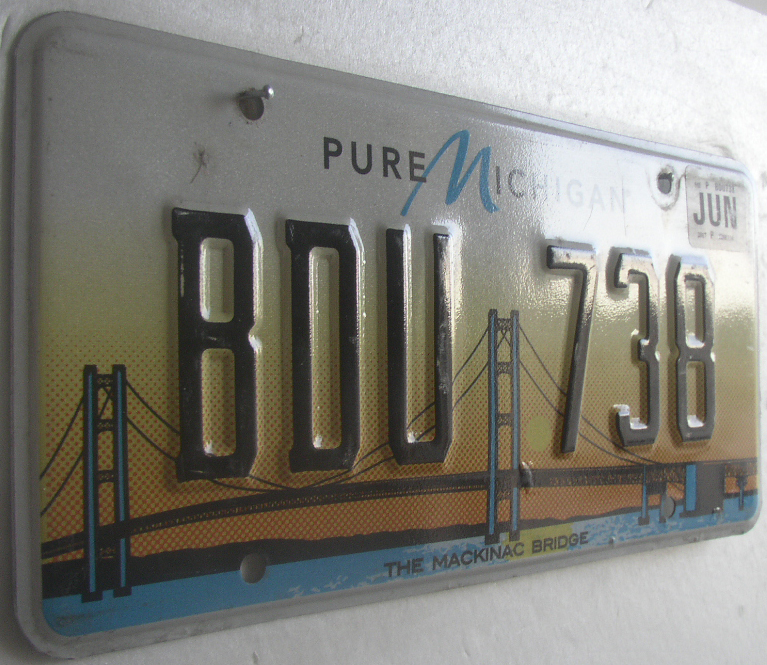 PURE MICHIGAN
JUN
BDU 738
THE MACKINAC BRIDGE